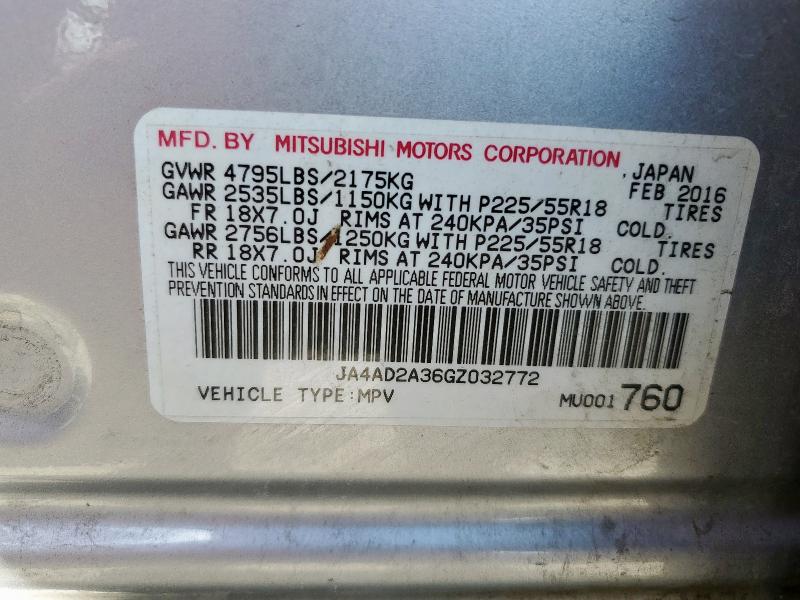 MFD. BY MITSUBISHI MOTORS CORPORATION , JAPAN
GVWR 4795LBS/2175KG FEB 2016
GAWR 2535LBS/1150KG WITH P225/55R18 TIRES
FR 18X7.0J RIMS AT 240KPA/35PSI COLD.
GAWR 2756LBS/1250KG WITH P225/55R18 TIRES
RR 18X7.0J RIMS AT 240KPA/35PSI COLD.
THIS VEHICLE CONFORMS TO ALL APPLICABLE FEDERAL MOTOR VEHICLE SAFETY AND THEFT
PREVENTION STANDARDS IN EFFECT ON THE DATE OF MANUFACTURE SHOWN ABOVE.
JA4AD2A36GZ032772
VEHICLE TYPE:MPV MU001 760